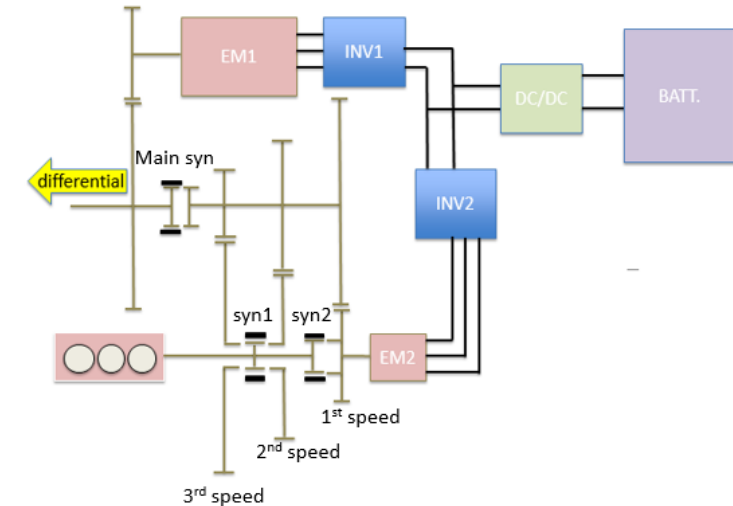 EM1
INV1
DC/DC
BATT.
Main syn
differential
INV2
syn1
syn2
EM2
1st speed
2nd speed
3rd speed